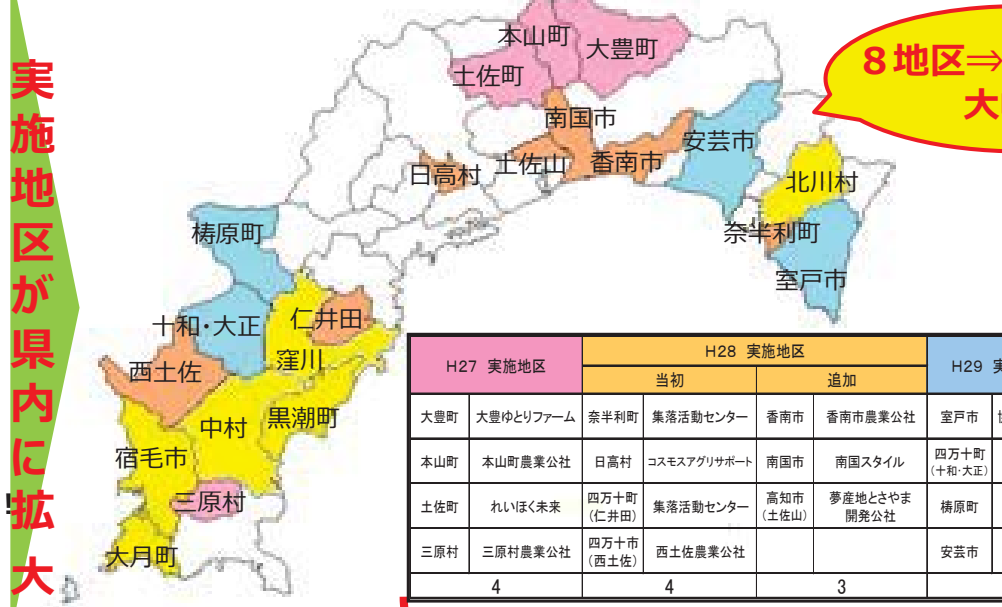 実施地区が県内に拡大
!
8地区⇒
大
本山町
大豊町
土佐町
南国市
安芸市
日高村
土佐山
香南市
北川村
奈半利町
室戸市
梼原町
十和・大正
仁井田
窪川
西土佐
中村
黒潮町
宿毛市
三原村
大月町
H27 実施地区
H28 実施地区
H29 実
当初
追加
大豊町 大豊ゆとりファーム 奈半利町 集落活動センター 香南市 香南市農業公社 室戸市
本山町 本山町農業公社 日高村 コスモスアグリサポート 南国市 南国スタイル 四万十町
(十和・大正)
土佐町 れいほく未来 四万十町
(仁井田) 集落活動センター 高知市
(土佐山) 夢産地とさやま
開発公社 梼原町
三原村 三原村農業公社 四万十市
(西土佐) 西土佐農業公社 安芸市
4 4 3